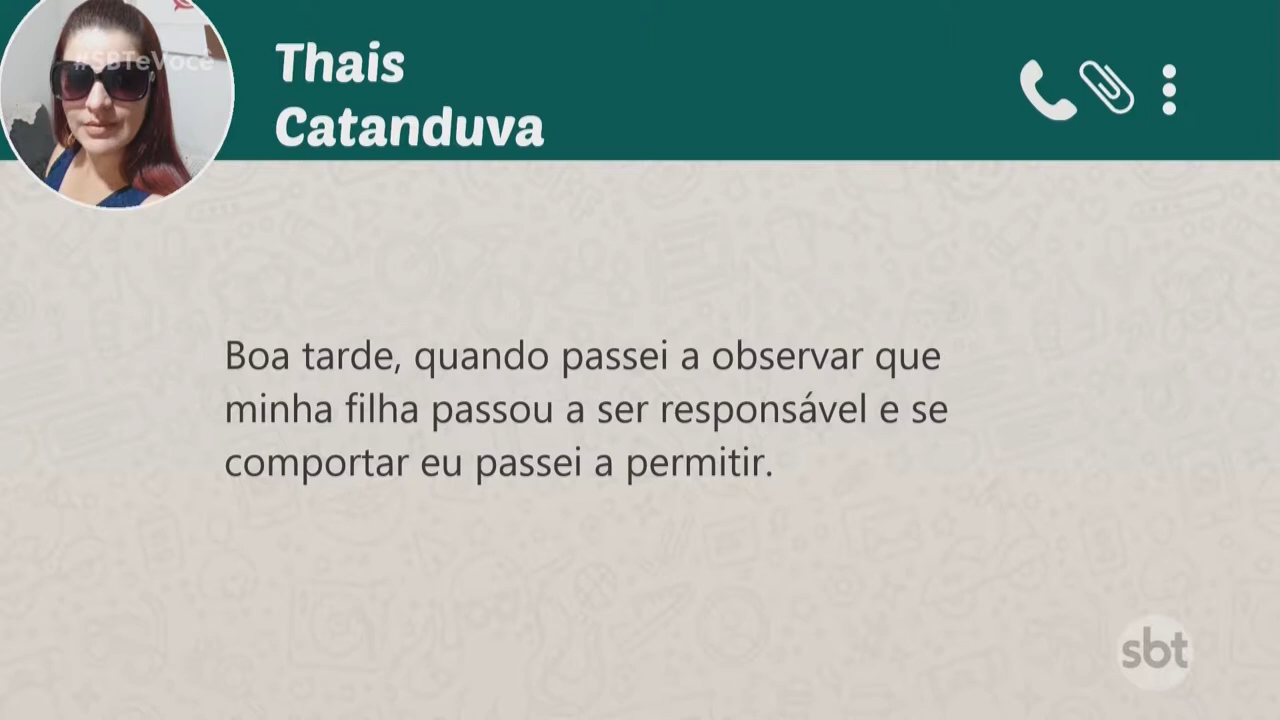 #SBTeVocê
Thais
Catanduva
Boa tarde, quando passei a observar que
minha filha passou a ser responsável e se
comportar eu passei a permitir.
sbt